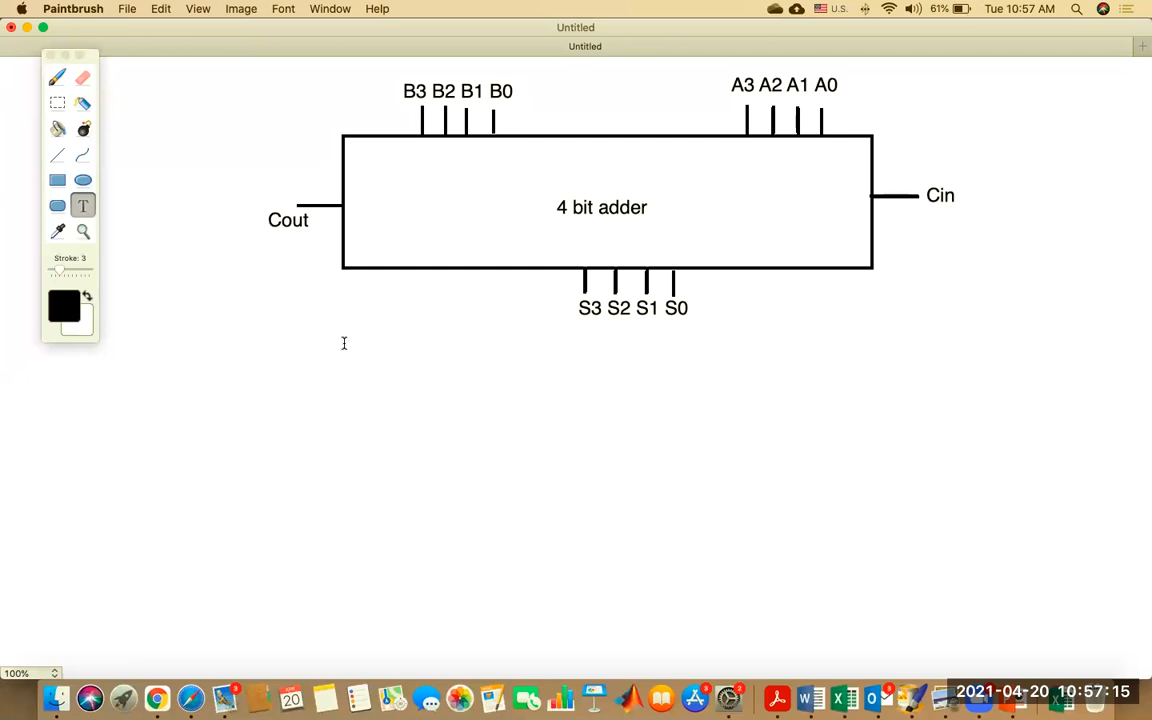 Paintbrush File Edit View Image Font Window Help U.S. 61% Tue 10:57 AM
Untitled
Untitled
B3 B2 B1 B0
A3 A2 A1 A0
Cout
4 bit adder
Cin
S3 S2 S1 S0
T
Stroke: 3
100%
20
2021-04-20 10:57:15